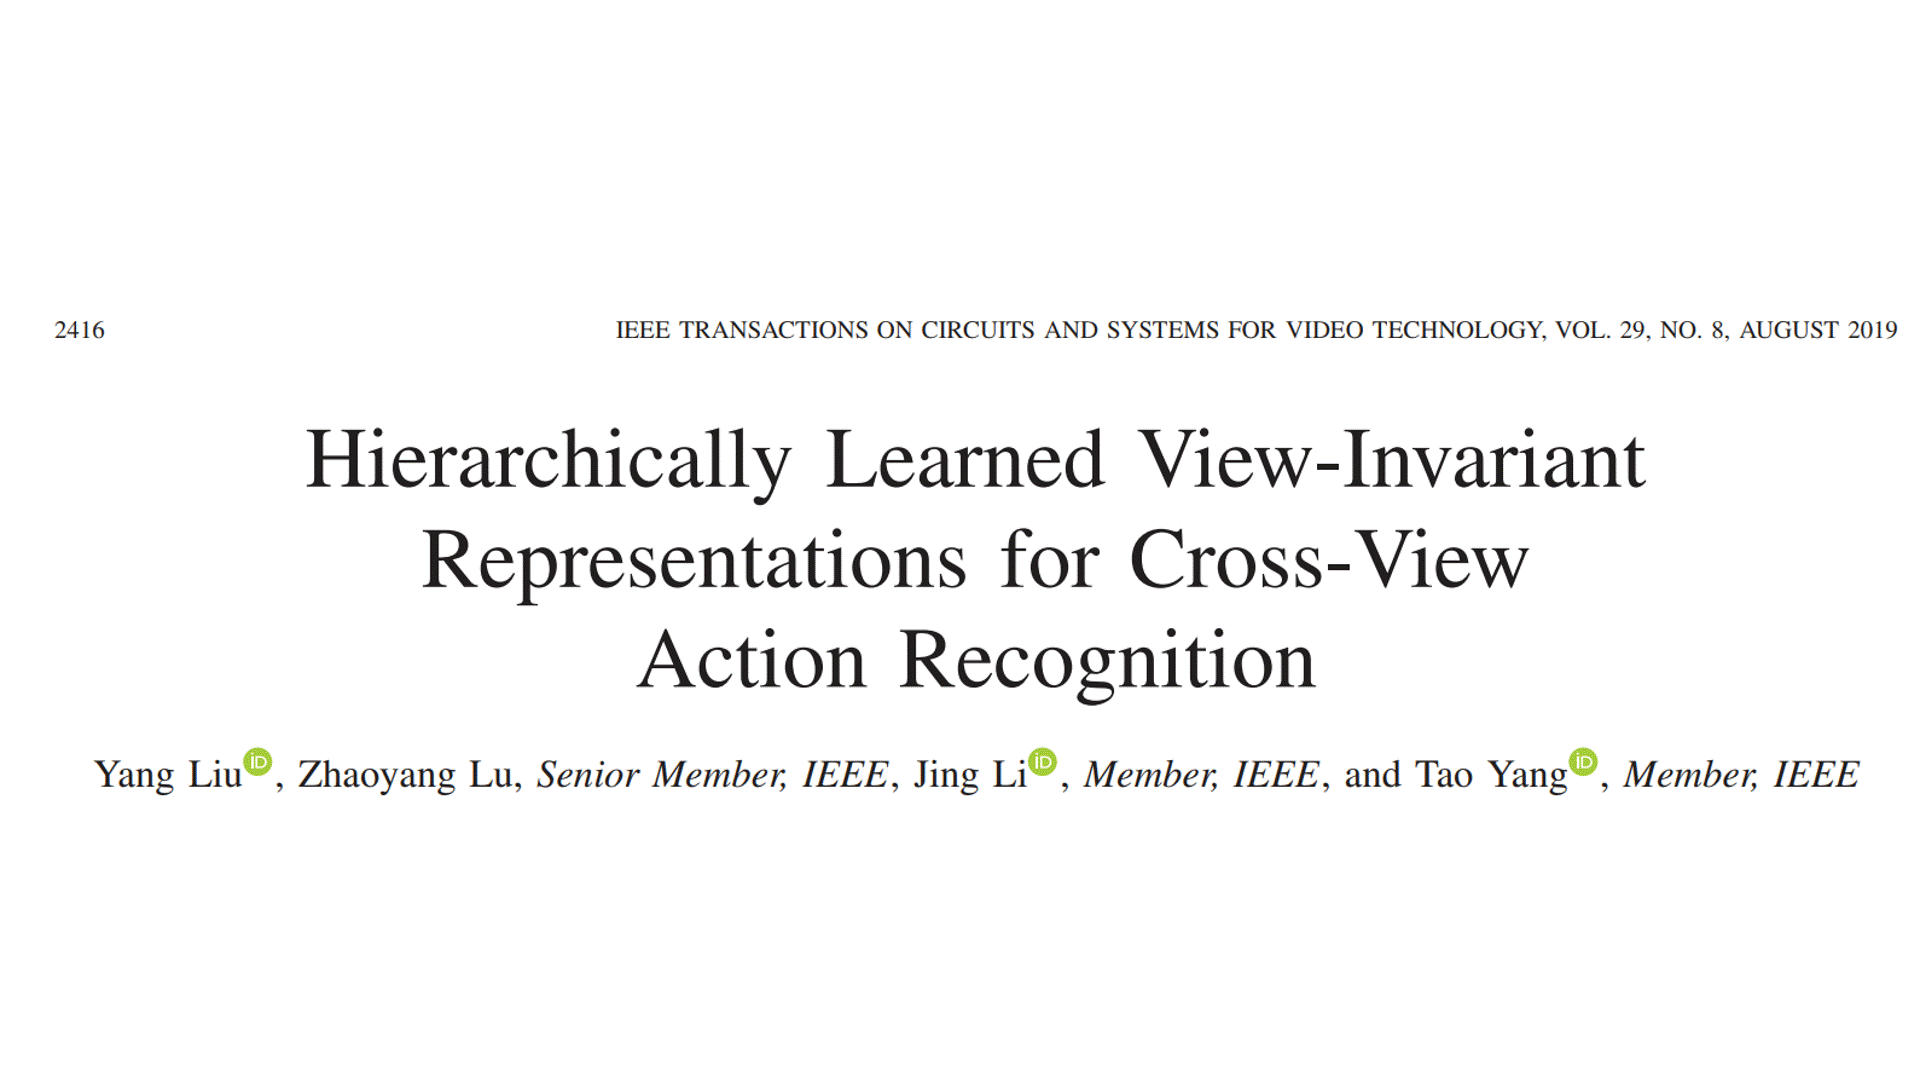 2416 IEEE TRANSACTIONS ON CIRCUITS AND SYSTEMS FOR VIDEO TECHNOLOGY, VOL. 29, NO. 8, AUGUST 2019
Hierarchically Learned View-Invariant
Representations for Cross-View
Action Recognition
Yang Liu iD, Zhaoyang Lu, Senior Member, IEEE, Jing Li iD, Member, IEEE, and Tao Yang iD, Member, IEEE